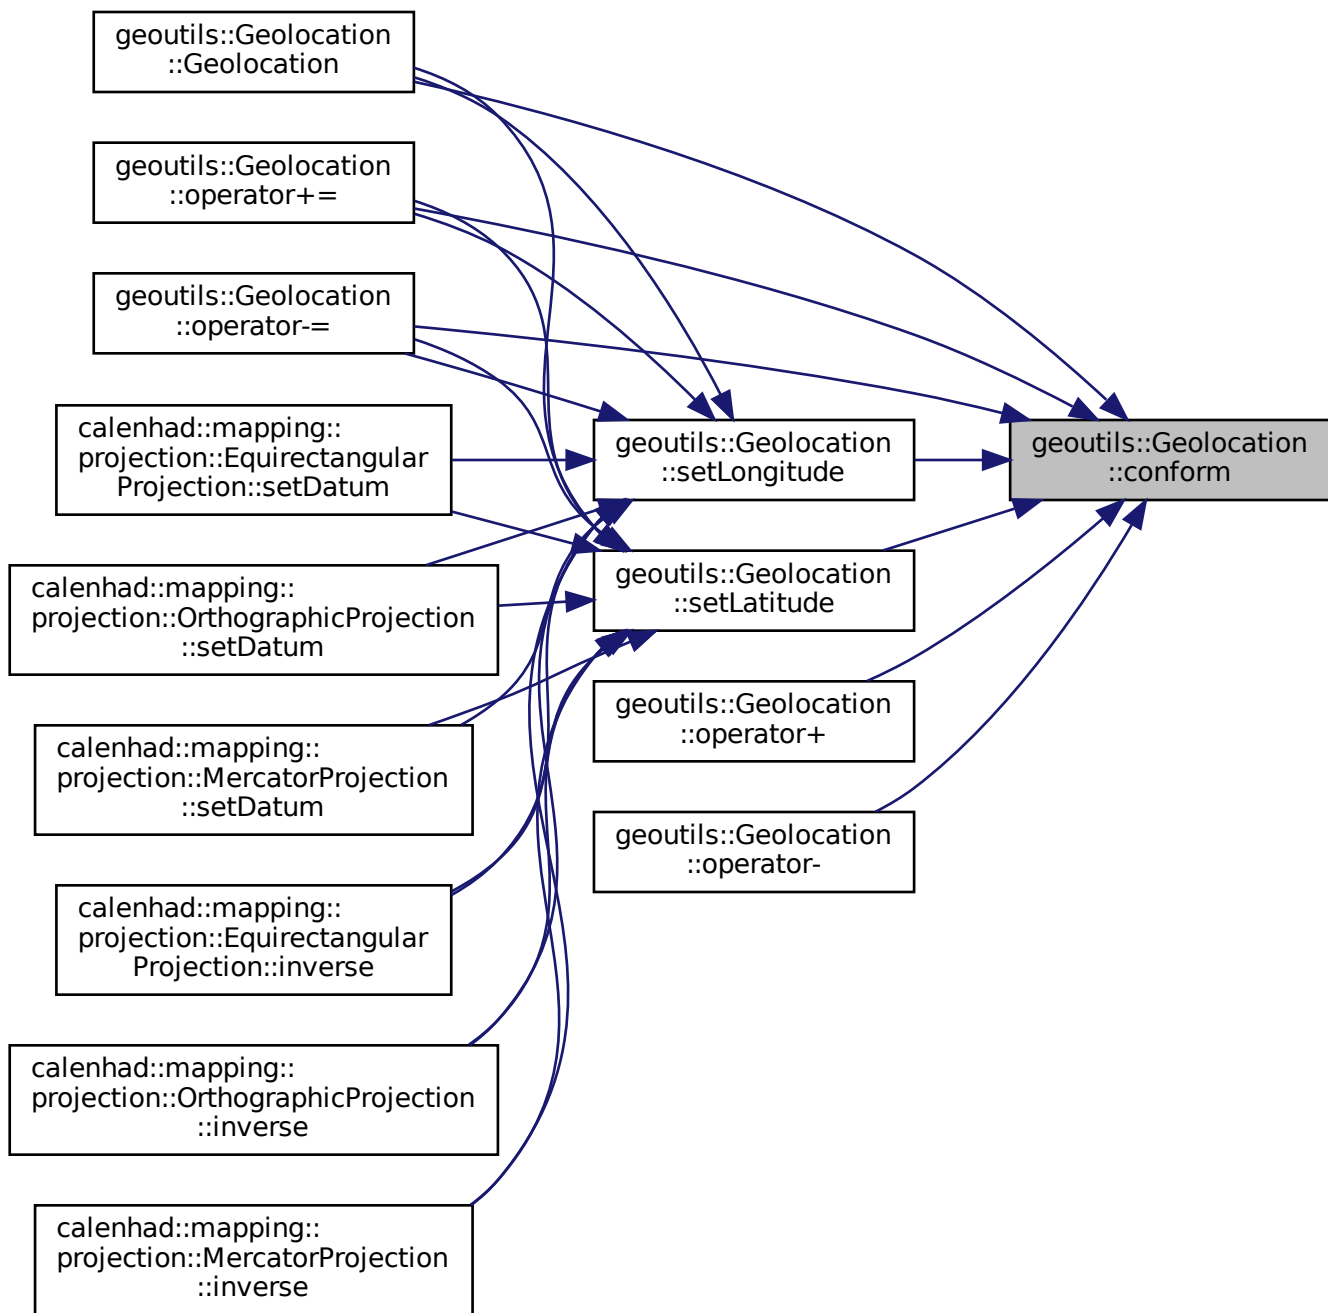 geoutils::Geolocation
::Geolocation
geoutils::Geolocation
::operator+=
geoutils::Geolocation
::operator-=
calenhad::mapping::
projection::Equirectangular
Projection::setDatum
calenhad::mapping::
projection::OrthographicProjection
::setDatum
calenhad::mapping::
projection::MercatorProjection
::setDatum
calenhad::mapping::
projection::Equirectangular
Projection::inverse
calenhad::mapping::
projection::OrthographicProjection
::inverse
calenhad::mapping::
projection::MercatorProjection
::inverse
geoutils::Geolocation
::setLongitude
geoutils::Geolocation
::setLatitude
geoutils::Geolocation
::operator+
geoutils::Geolocation
::operator-
geoutils::Geolocation
::conform